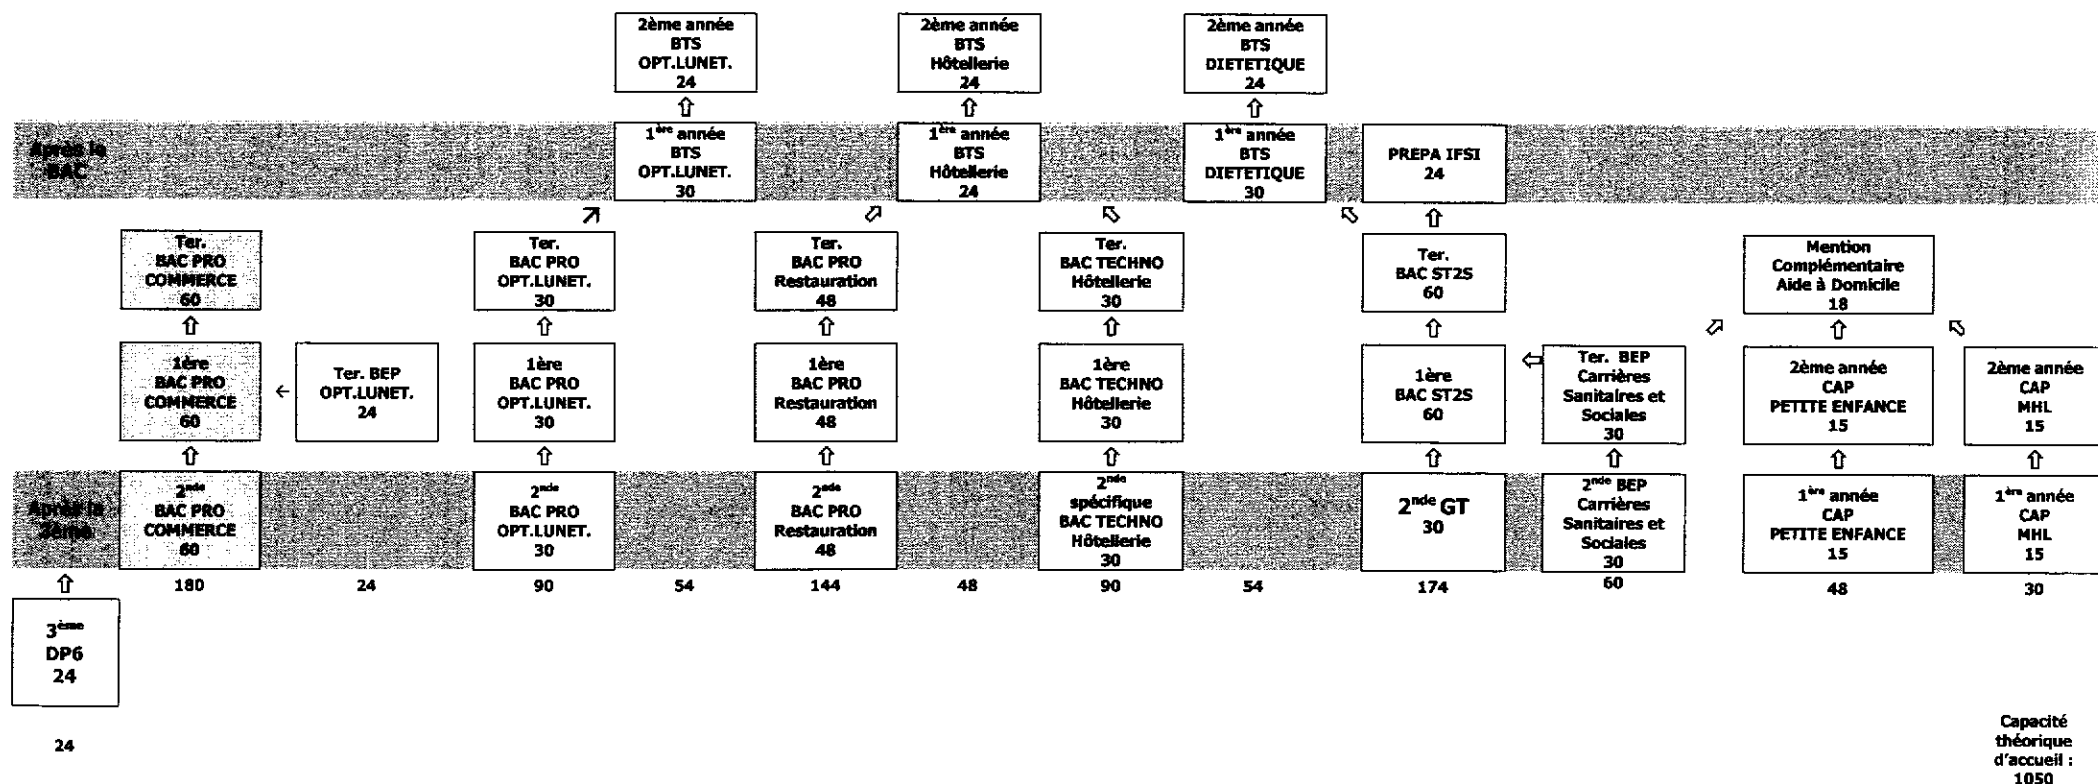 2ème année
BTS
OPT.LUNET.
24
2ème année
BTS
Hôtellerie
24
2ème année
BTS
DIETETIQUE
24
Après le
BAC
1ère année
BTS
OPT.LUNET.
30
1ère année
BTS
Hôtellerie
24
1ère année
BTS
DIETETIQUE
30
PREPA IFSI
24
Ter.
BAC PRO
COMMERCE
60
Ter.
BAC PRO
OPT.LUNET.
30
Ter.
BAC PRO
Restauration
48
Ter.
BAC TECHNO
Hôtellerie
30
Ter.
BAC ST2S
60
Mention
Complémentaire
Aide à Domicile
18
1ère
BAC PRO
COMMERCE
60
Ter. BEP
OPT.LUNET.
24
1ère
BAC PRO
OPT.LUNET.
30
1ère
BAC PRO
Restauration
48
1ère
BAC TECHNO
Hôtellerie
30
1ère
BAC ST2S
60
Ter. BEP
Carrières
Sanitaires et
Sociales
30
2ème année
CAP
PETITE ENFANCE
15
2ème année
CAP
MHL
15
Après la
3ème
2nde
BAC PRO
COMMERCE
60
2nde
BAC PRO
OPT.LUNET.
30
2nde
BAC PRO
Restauration
48
2nde
spécifique
BAC TECHNO
Hôtellerie
30
2nde GT
30
2nde BEP
Carrières
Sanitaires et
Sociales
30
1ère année
CAP
PETITE ENFANCE
15
1ère année
CAP
MHL
15
180
24
90
54
144
48
90
54
174
60
48
30
3ème
DP6
24
24
Capacité
théorique
d'accueil :
1050